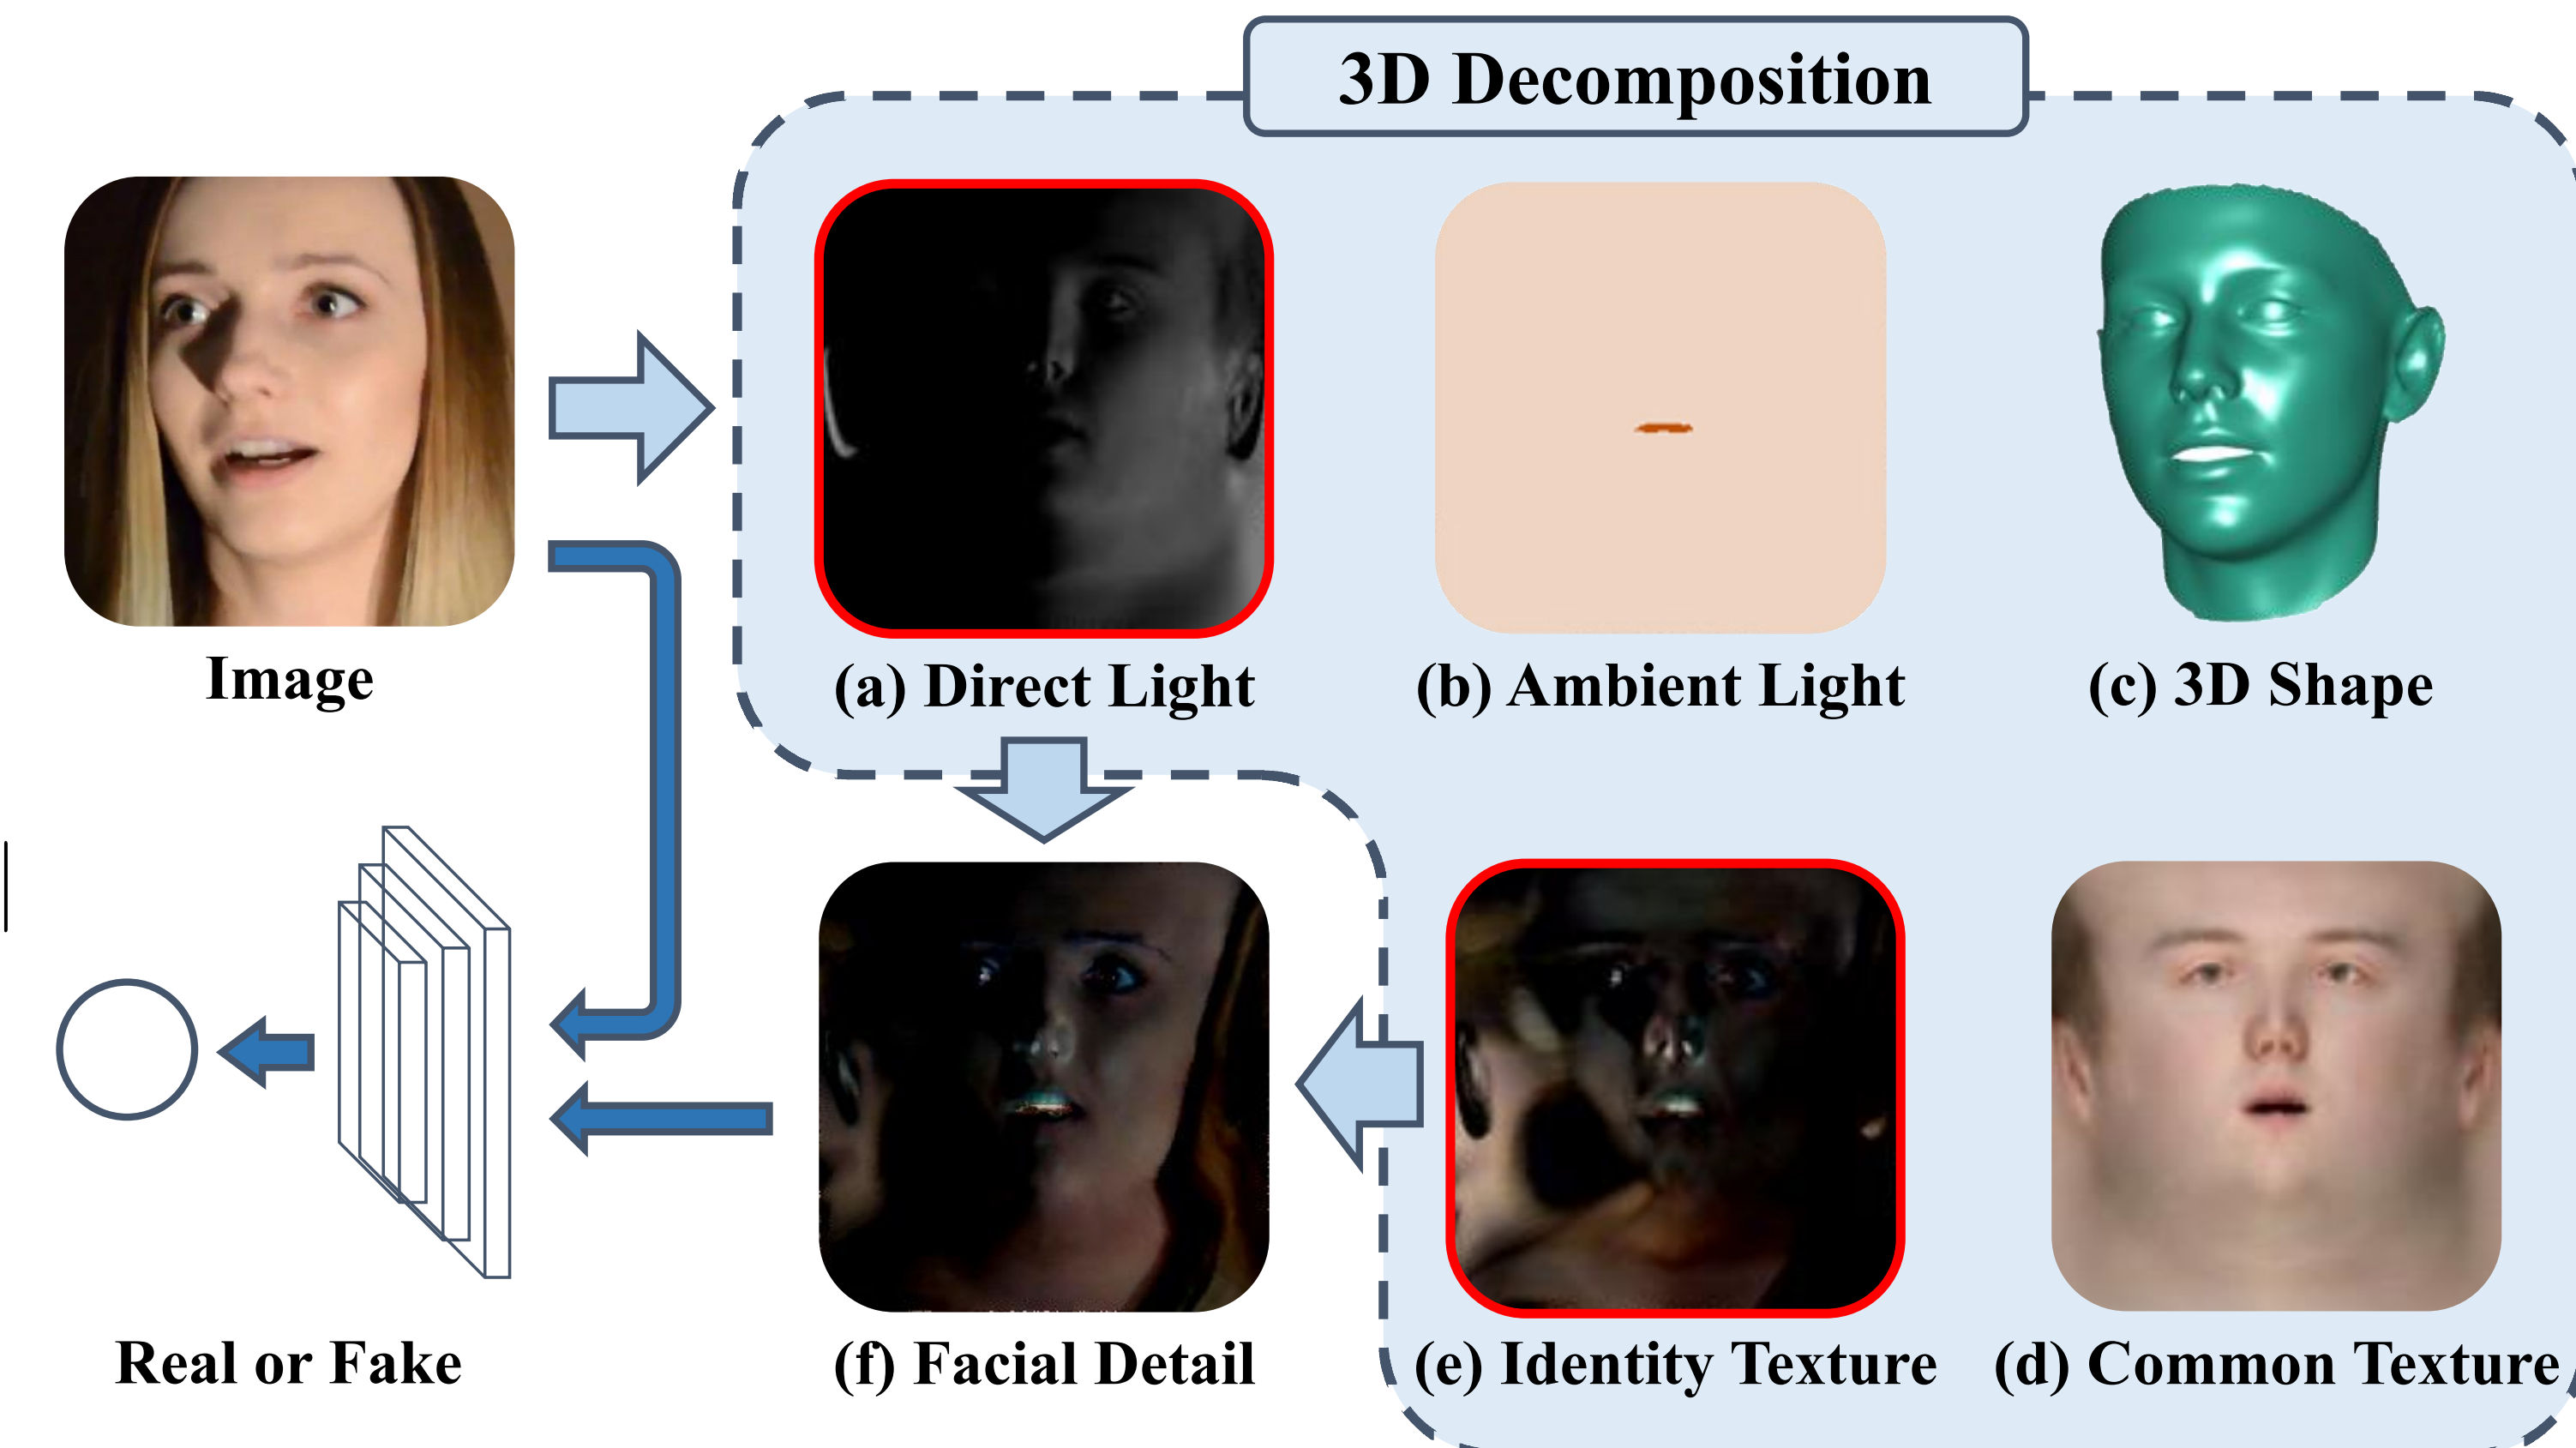 3D Decomposition
Image
(a) Direct Light
(b) Ambient Light
(c) 3D Shape
Real or Fake
(f) Facial Detail
(e) Identity Texture
(d) Common Texture